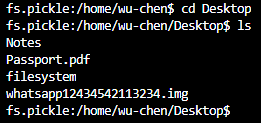 fs.pickle:/home/wu-chen$ cd Desktop
fs.pickle:/home/wu-chen/Desktop$ ls
Notes
Passport.pdf
filesystem
whatsapp12434542113234.img
fs.pickle:/home/wu-chen/Desktop$